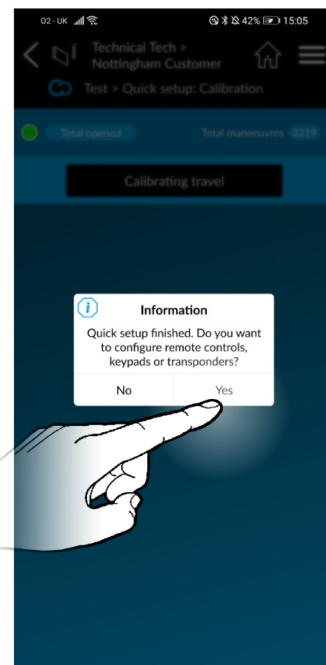 O2 - UK 42% 15:05
Technical Tech >
Nottingham Customer
Test > Quick setup: Calibration
Total opened Total manoeuvres 3219
Calibrating travel
i Information
Quick setup finished. Do you want
to configure remote controls,
keypads or transponders?
No Yes